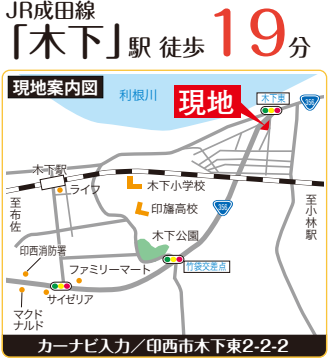 JR成田線
「木下」駅 徒歩19分
現地案内図
利根川
木下東
356
現地
木下駅
ライフ
木下小学校
至布佐
印旛高校
356
至小林駅
木下公園
印西消防署
竹袋交差点
ファミリーマート
サイゼリア
マクドナルド
カーナビ入力／印西市木下東2-2-2